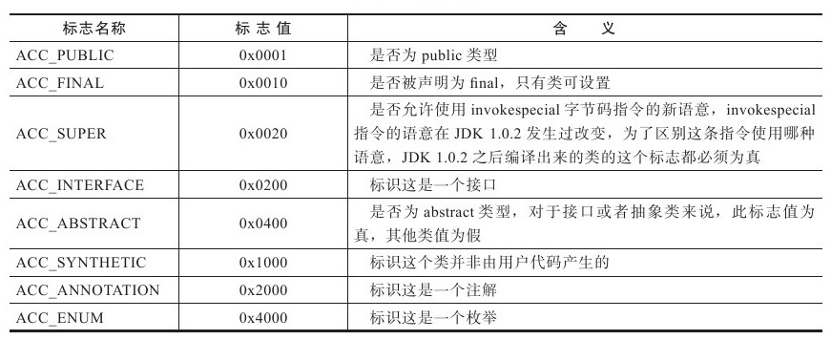 标志名称 标志值 含义
ACC_PUBLIC 0x0001 是否为 public 类型
ACC_FINAL 0x0010 是否被声明为 final，只有类可设置
是否允许使用 invokespecial 字节码指令的新语意，invokespecial
ACC_SUPER 0x0020 指令的语意在 JDK 1.0.2 发生过改变，为了区别这条指令使用哪种
语意，JDK 1.0.2 之后编译出来的类的这个标志都必须为真
ACC_INTERFACE 0x0200 标识这是一个接口
ACC_ABSTRACT 0x0400 是否为 abstract 类型，对于接口或者抽象类来说，此标志值为
真，其他类值为假
ACC_SYNTHETIC 0x1000 标识这个类并非由用户代码产生的
ACC_ANNOTATION 0x2000 标识这是一个注解
ACC_ENUM 0x4000 标识这是一个枚举